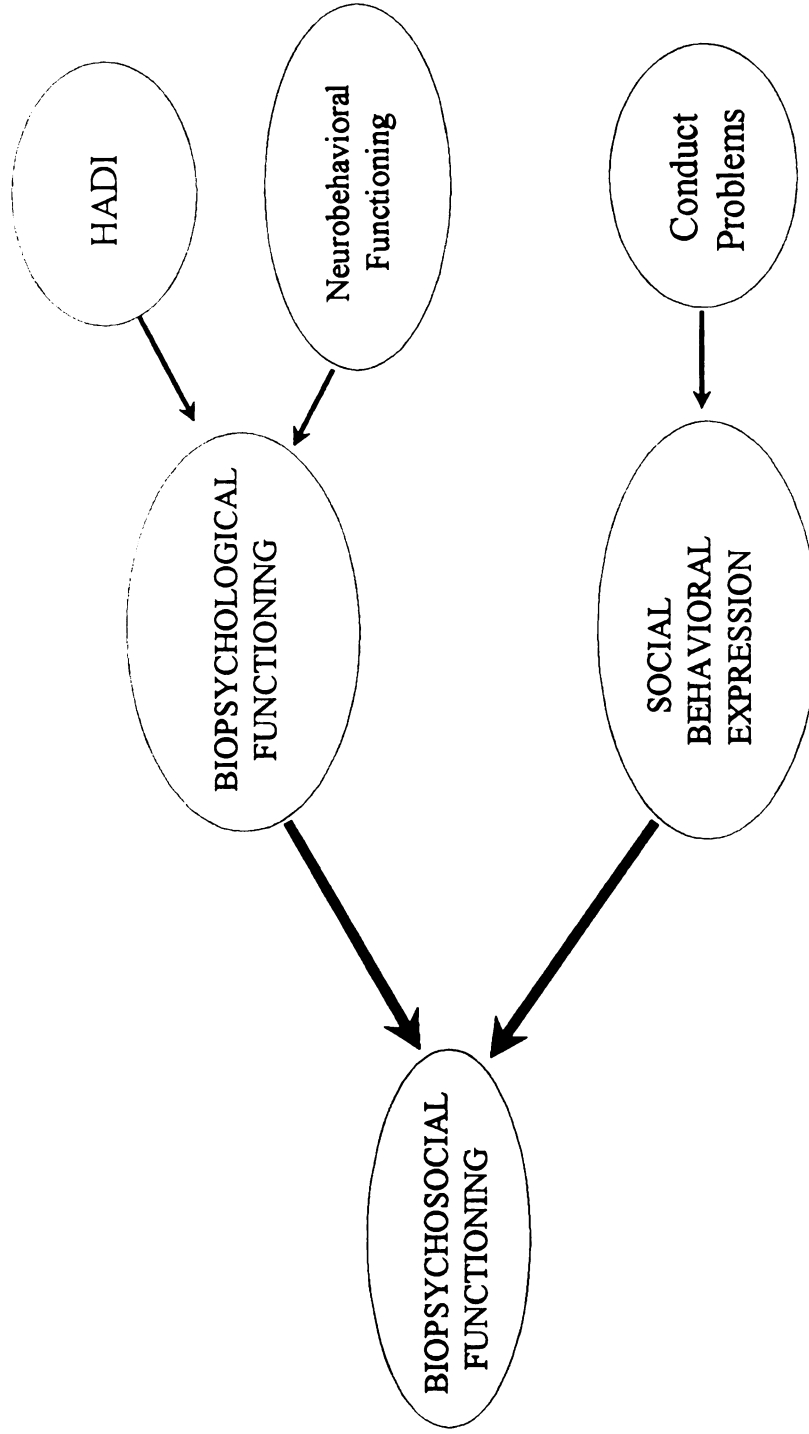 BIOPSYCHOSOCIAL
FUNCTIONING
BIOPSYCHOLOGICAL
FUNCTIONING
HADI
Neurobehavioral
Functioning
SOCIAL
BEHAVIORAL
EXPRESSION
Conduct
Problems